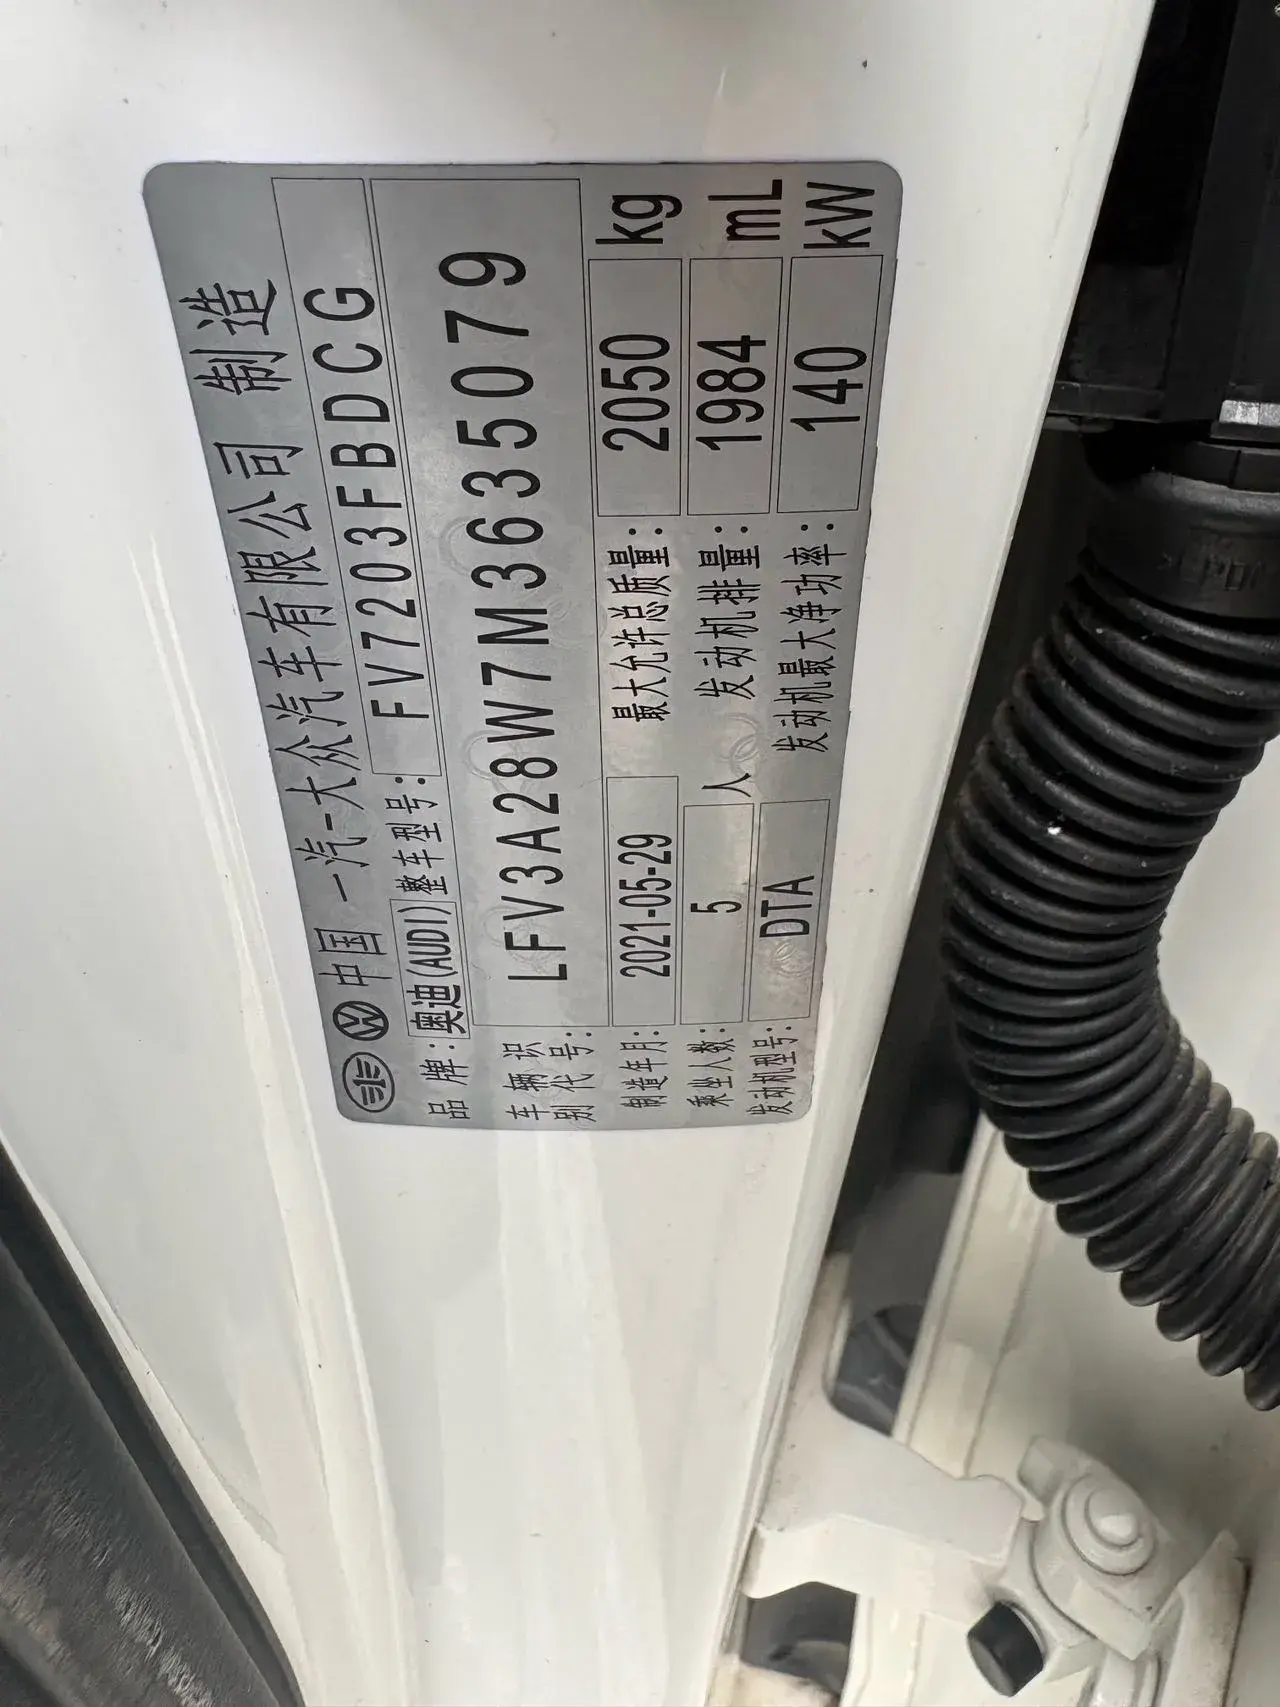 中国一汽-大众汽车有限公司 制造
品牌:奥迪(AUDI) 整车型号:FV7203FBDCG
车辆识别代号:LFV3A28W7M3635079
制造年月:2021-05-29 最大允许总质量:2050 kg
乘坐人数:5 人 发动机排量:1984 mL
发动机型号:DTA 发动机最大净功率:140 kW